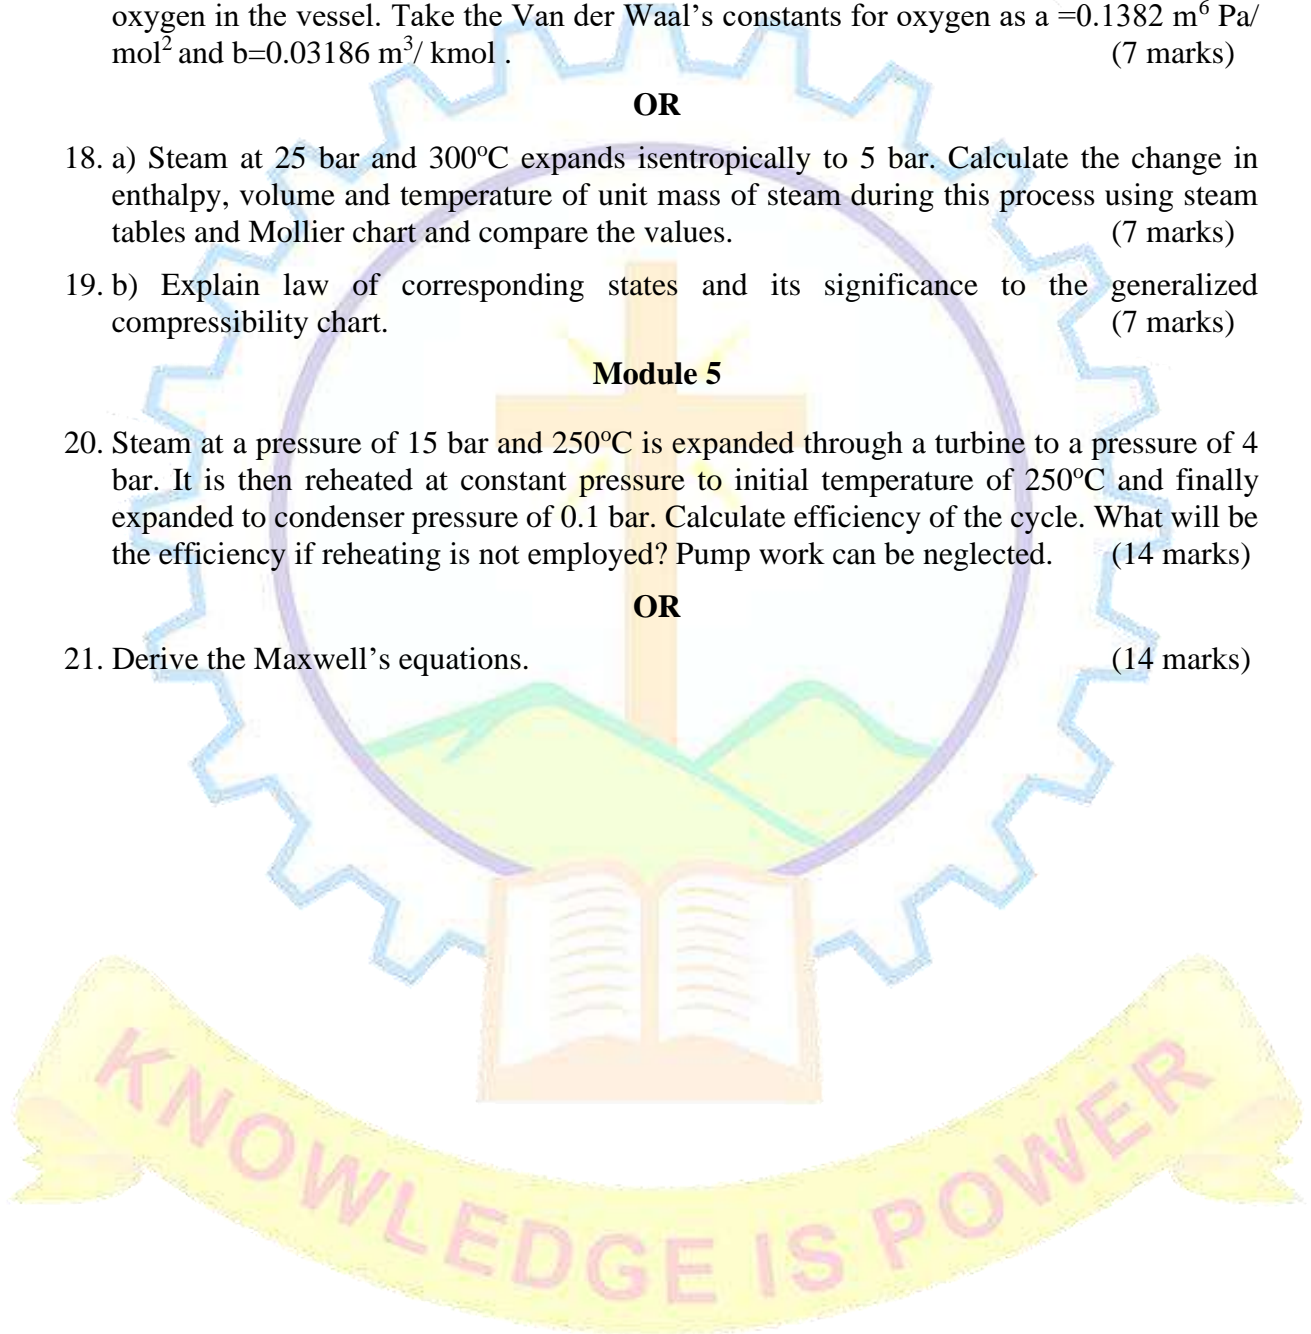 oxygen in the vessel. Take the Van der Waal’s constants for oxygen as a =0.1382 m⁶ Pa/
mol² and b=0.03186 m³/ kmol . (7 marks)
OR
18. a) Steam at 25 bar and 300ºC expands isentropically to 5 bar. Calculate the change in
enthalpy, volume and temperature of unit mass of steam during this process using steam
tables and Mollier chart and compare the values. (7 marks)
19. b) Explain law of corresponding states and its significance to the generalized
compressibility chart. (7 marks)
Module 5
20. Steam at a pressure of 15 bar and 250ºC is expanded through a turbine to a pressure of 4
bar. It is then reheated at constant pressure to initial temperature of 250ºC and finally
expanded to condenser pressure of 0.1 bar. Calculate efficiency of the cycle. What will be
the efficiency if reheating is not employed? Pump work can be neglected. (14 marks)
OR
21. Derive the Maxwell’s equations. (14 marks)
KNOWLEDGE IS POWER